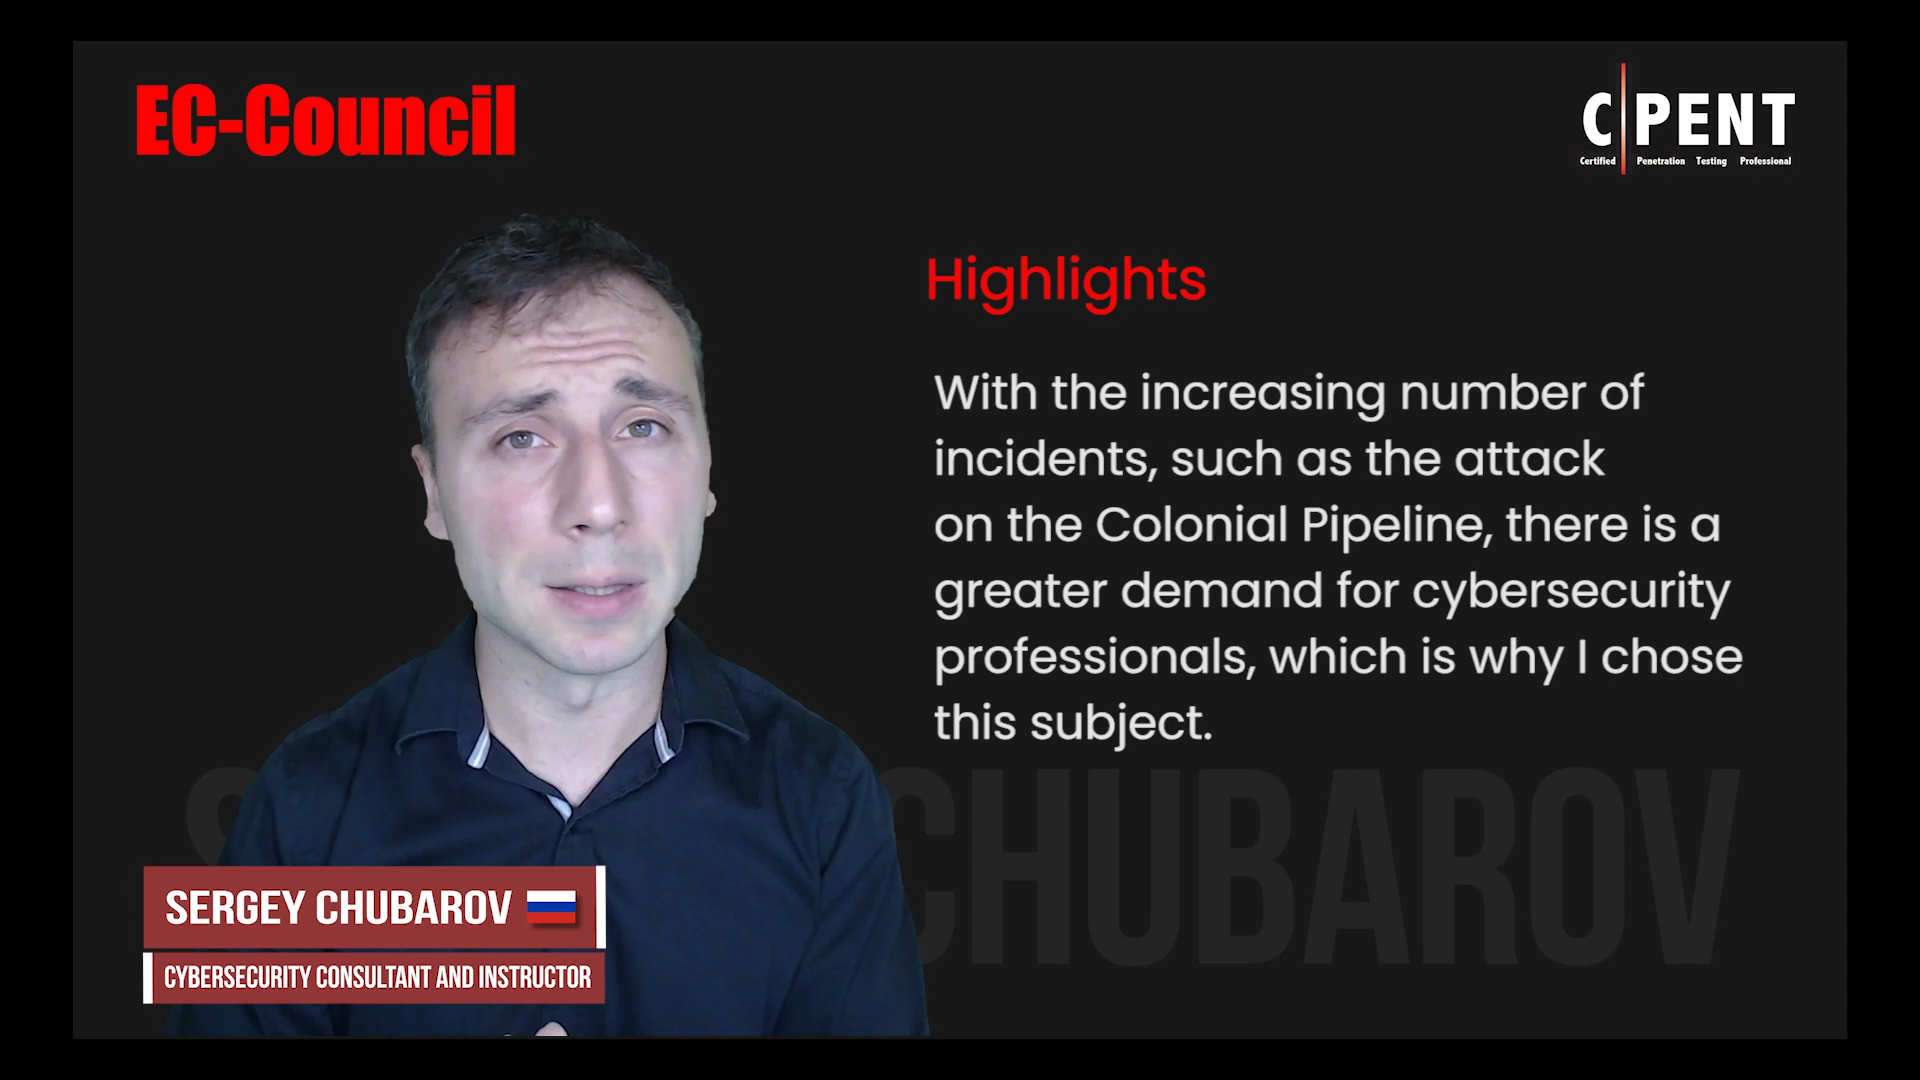 EC-Council
C|PENT
Certified Penetration Testing Professional
Highlights
With the increasing number of
incidents, such as the attack
on the Colonial Pipeline, there is a
greater demand for cybersecurity
professionals, which is why I chose
this subject.
CHUBAROV
SERGEY CHUBAROV
CYBERSECURITY CONSULTANT AND INSTRUCTOR